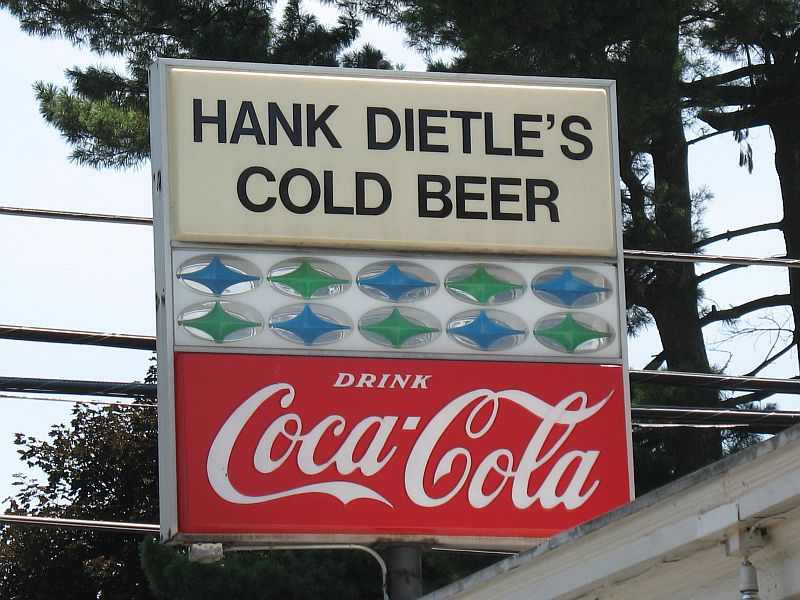 HANK DIETLE'S
COLD BEER
DRINK
Coca-Cola